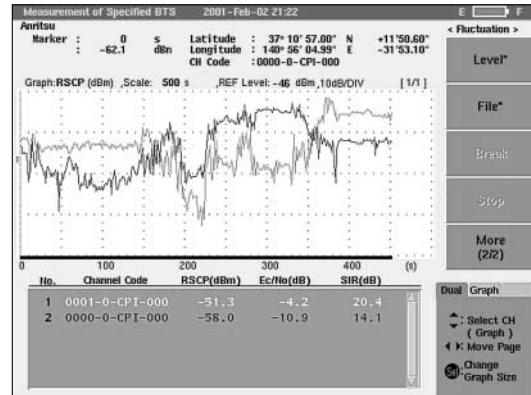 Measurement of Specified BTS 2001-Feb-02 21:22 E F
Anritsu
Marker : 0 s Latitude : 37° 10' 57.00" N +11'50.60"
: -62.1 dBm Longitude : 140° 56' 04.99" E -31'53.10"
CH Code :0000-0-CPI-000
Graph:RSCP (dBm) ,Scale: 500 s ,REF Level: -46 dBm ,10dB/DIV [ 1/1 ]
0 100 200 300 400 (s)
No. Channel Code RSCP(dBm) Ec/No(dB) SIR(dB)
1 0001-0-CPI-000 -51.3 -4.2 20.4
2 0000-0-CPI-000 -58.0 -10.9 14.1
< Fluctuation >
Level*
File*
Break
Stop
More
(2/2)
Dual Graph
: Select CH
( Graph )
: Move Page
Sel :Change
Graph Size